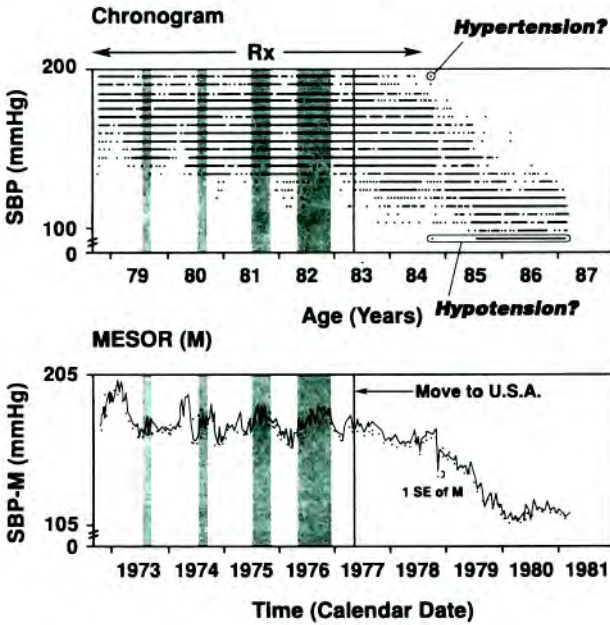 Chronogram
Rx
Hypertension?
200
SBP (mmHg)
100
0
79 80 81 82 83 84 85 86 87
Age (Years)
Hypotension?
MESOR (M)
205
Move to U.S.A.
SBP-M (mmHg)
1 SE of M
105
0
1973 1974 1975 1976 1977 1978 1979 1980 1981
Time (Calendar Date)